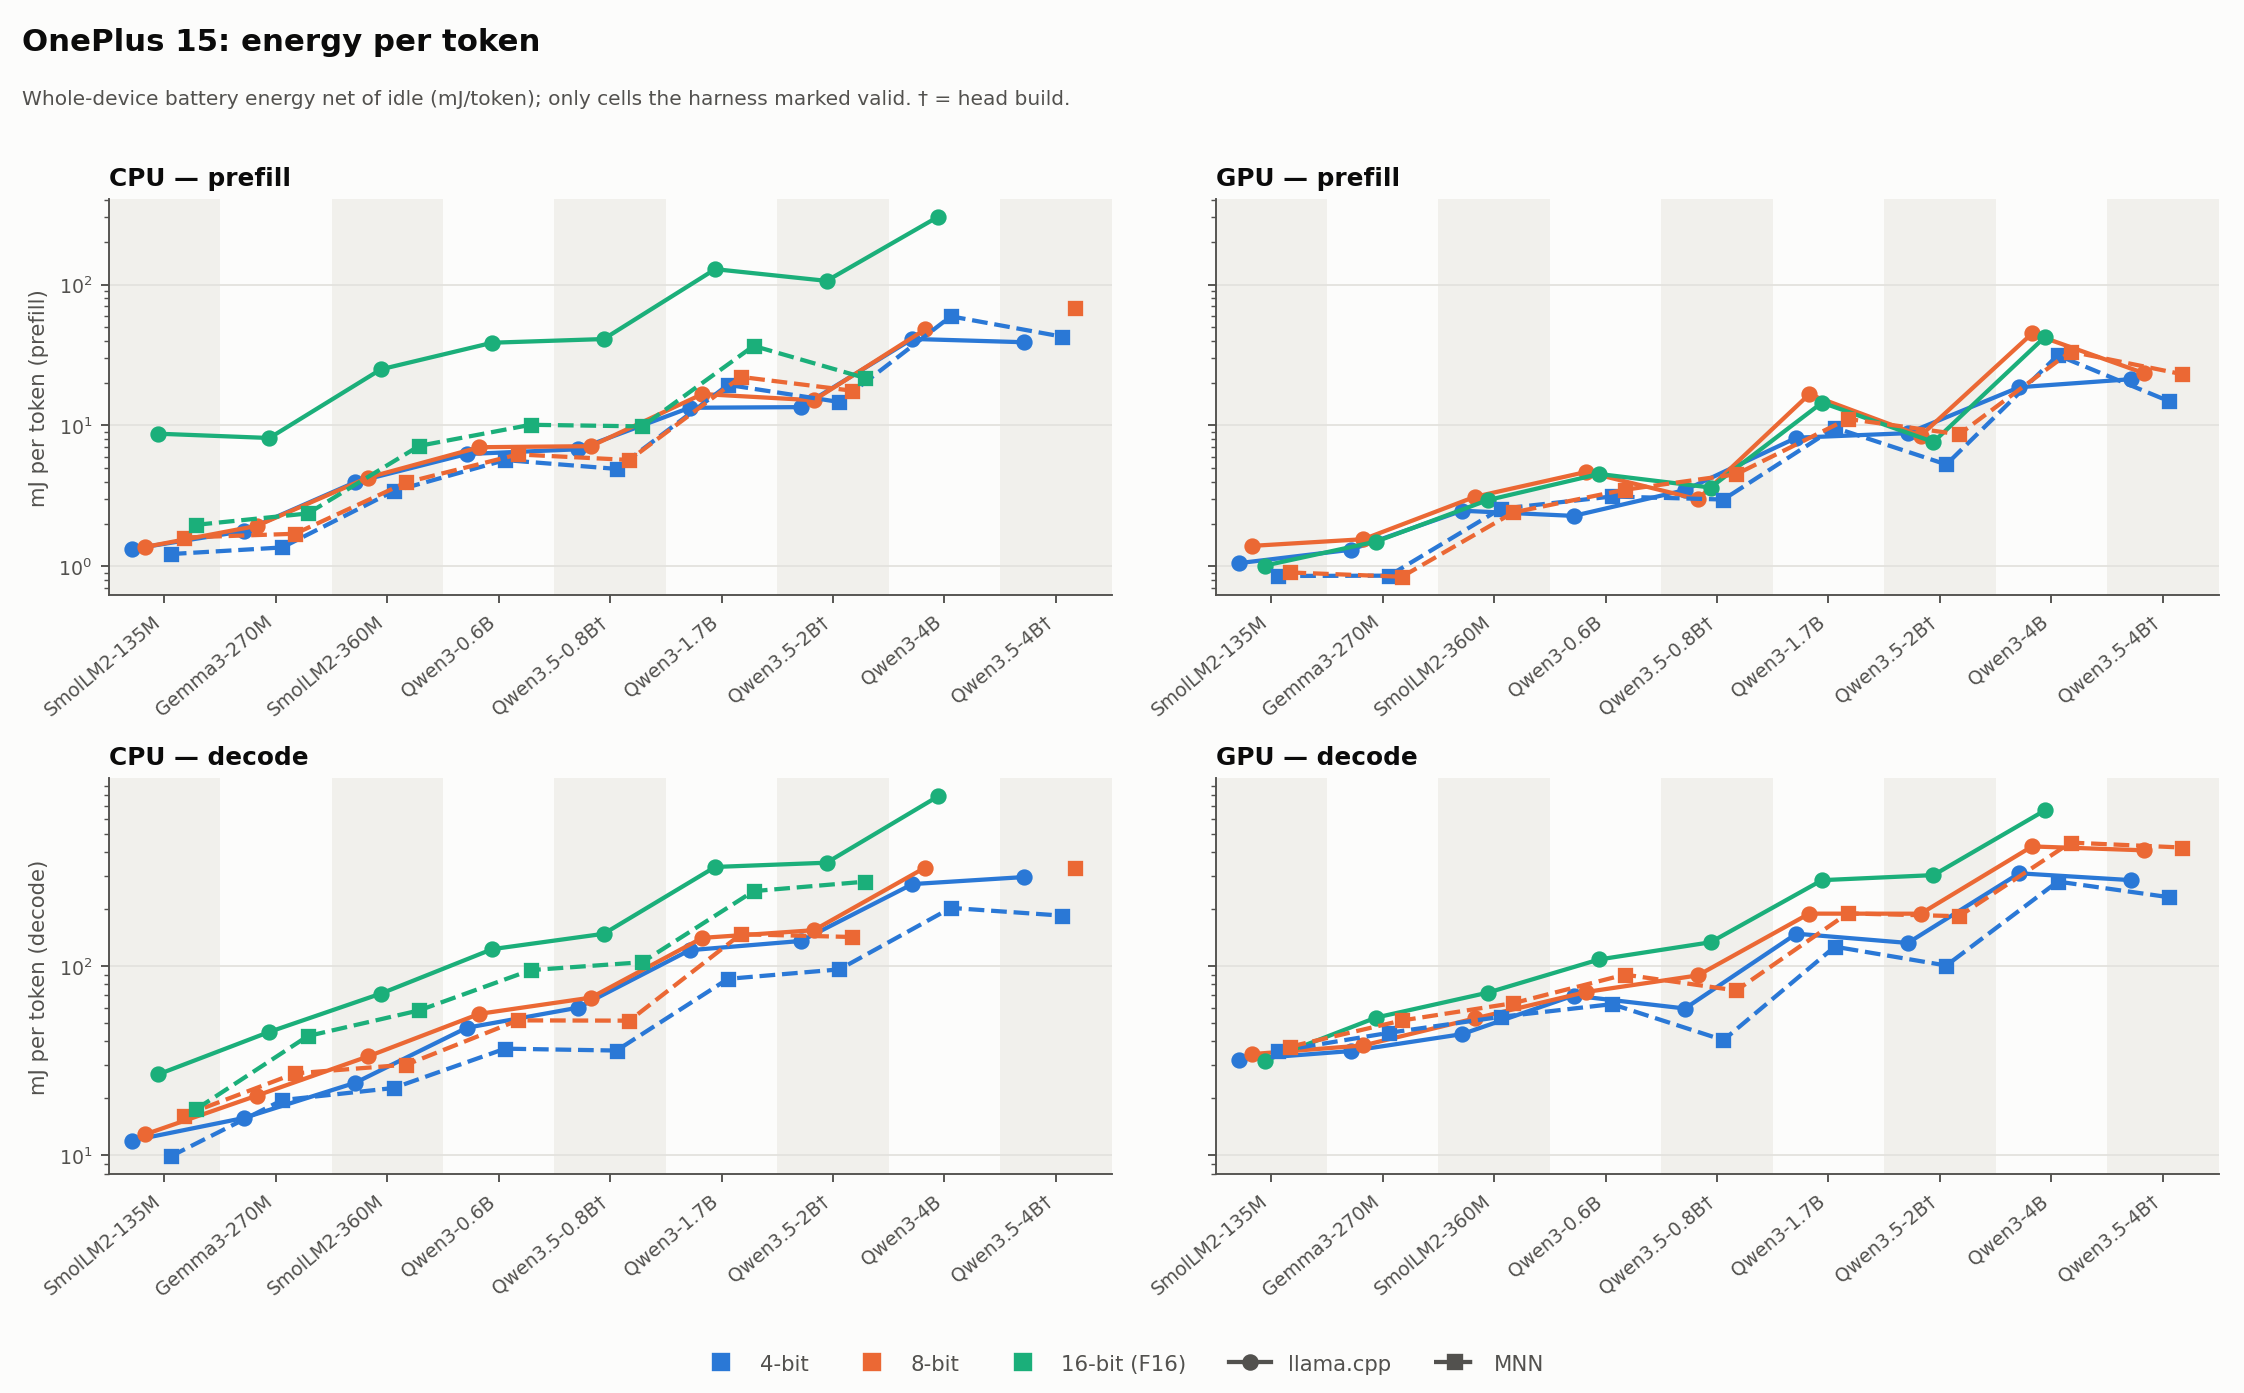 OnePlus 15: energy per token
Whole-device battery energy net of idle (mJ/token); only cells the harness marked valid. † = head build.
CPU — prefill
mJ per token (prefill)
10²
10¹
10⁰
SmolLM2-135M
Gemma3-270M
SmolLM2-360M
Qwen3-0.6B
Qwen3.5-0.8B†
Qwen3-1.7B
Qwen3.5-2B†
Qwen3-4B
Qwen3.5-4B†
GPU — prefill
SmolLM2-135M
Gemma3-270M
SmolLM2-360M
Qwen3-0.6B
Qwen3.5-0.8B†
Qwen3-1.7B
Qwen3.5-2B†
Qwen3-4B
Qwen3.5-4B†
CPU — decode
mJ per token (decode)
10²
10¹
SmolLM2-135M
Gemma3-270M
SmolLM2-360M
Qwen3-0.6B
Qwen3.5-0.8B†
Qwen3-1.7B
Qwen3.5-2B†
Qwen3-4B
Qwen3.5-4B†
GPU — decode
SmolLM2-135M
Gemma3-270M
SmolLM2-360M
Qwen3-0.6B
Qwen3.5-0.8B†
Qwen3-1.7B
Qwen3.5-2B†
Qwen3-4B
Qwen3.5-4B†
4-bit 8-bit 16-bit (F16) llama.cpp MNN